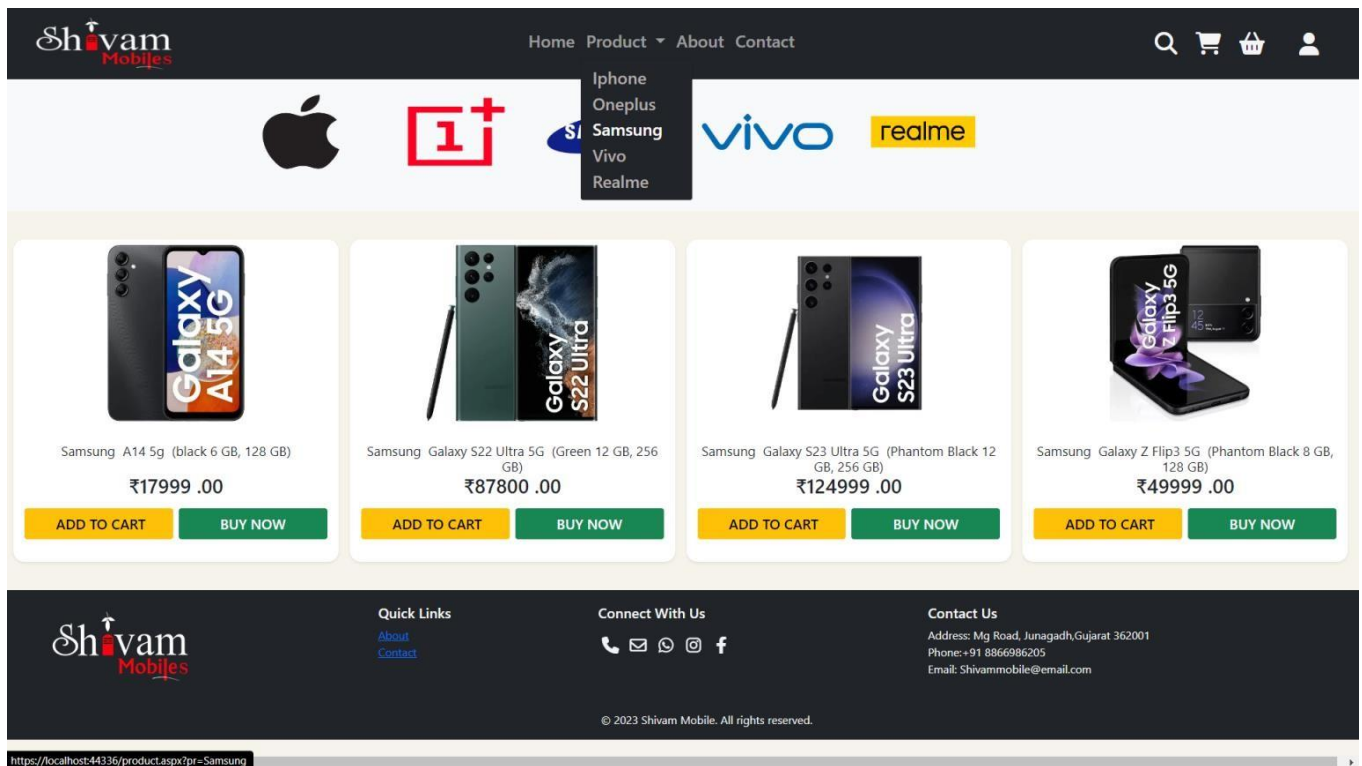 Shivam
Mobiles
Home Product About Contact
Iphone
Oneplus
Samsung
Vivo
Realme
1+
SA
vivo
realme
Galaxy
A14 5G
Samsung A14 5g (black 6 GB, 128 GB)
₹17999 .00
ADD TO CART BUY NOW
Galaxy
S22 Ultra
Samsung Galaxy S22 Ultra 5G (Green 12 GB, 256
GB)
₹87800 .00
ADD TO CART BUY NOW
Galaxy
S23 Ultra
Samsung Galaxy S23 Ultra 5G (Phantom Black 12
GB, 256 GB)
₹124999 .00
ADD TO CART BUY NOW
Galaxy
Z Flip3 5G
12
45
Samsung Galaxy Z Flip3 5G (Phantom Black 8 GB,
128 GB)
₹49999 .00
ADD TO CART BUY NOW
Shivam
Mobiles
Quick Links
About
Contact
Connect With Us
Contact Us
Address: Mg Road, Junagadh,Gujarat 362001
Phone:+91 8866986205
Email: Shivammobile@email.com
© 2023 Shivam Mobile. All rights reserved.
https://localhost:44336/product.aspx?pr=Samsung